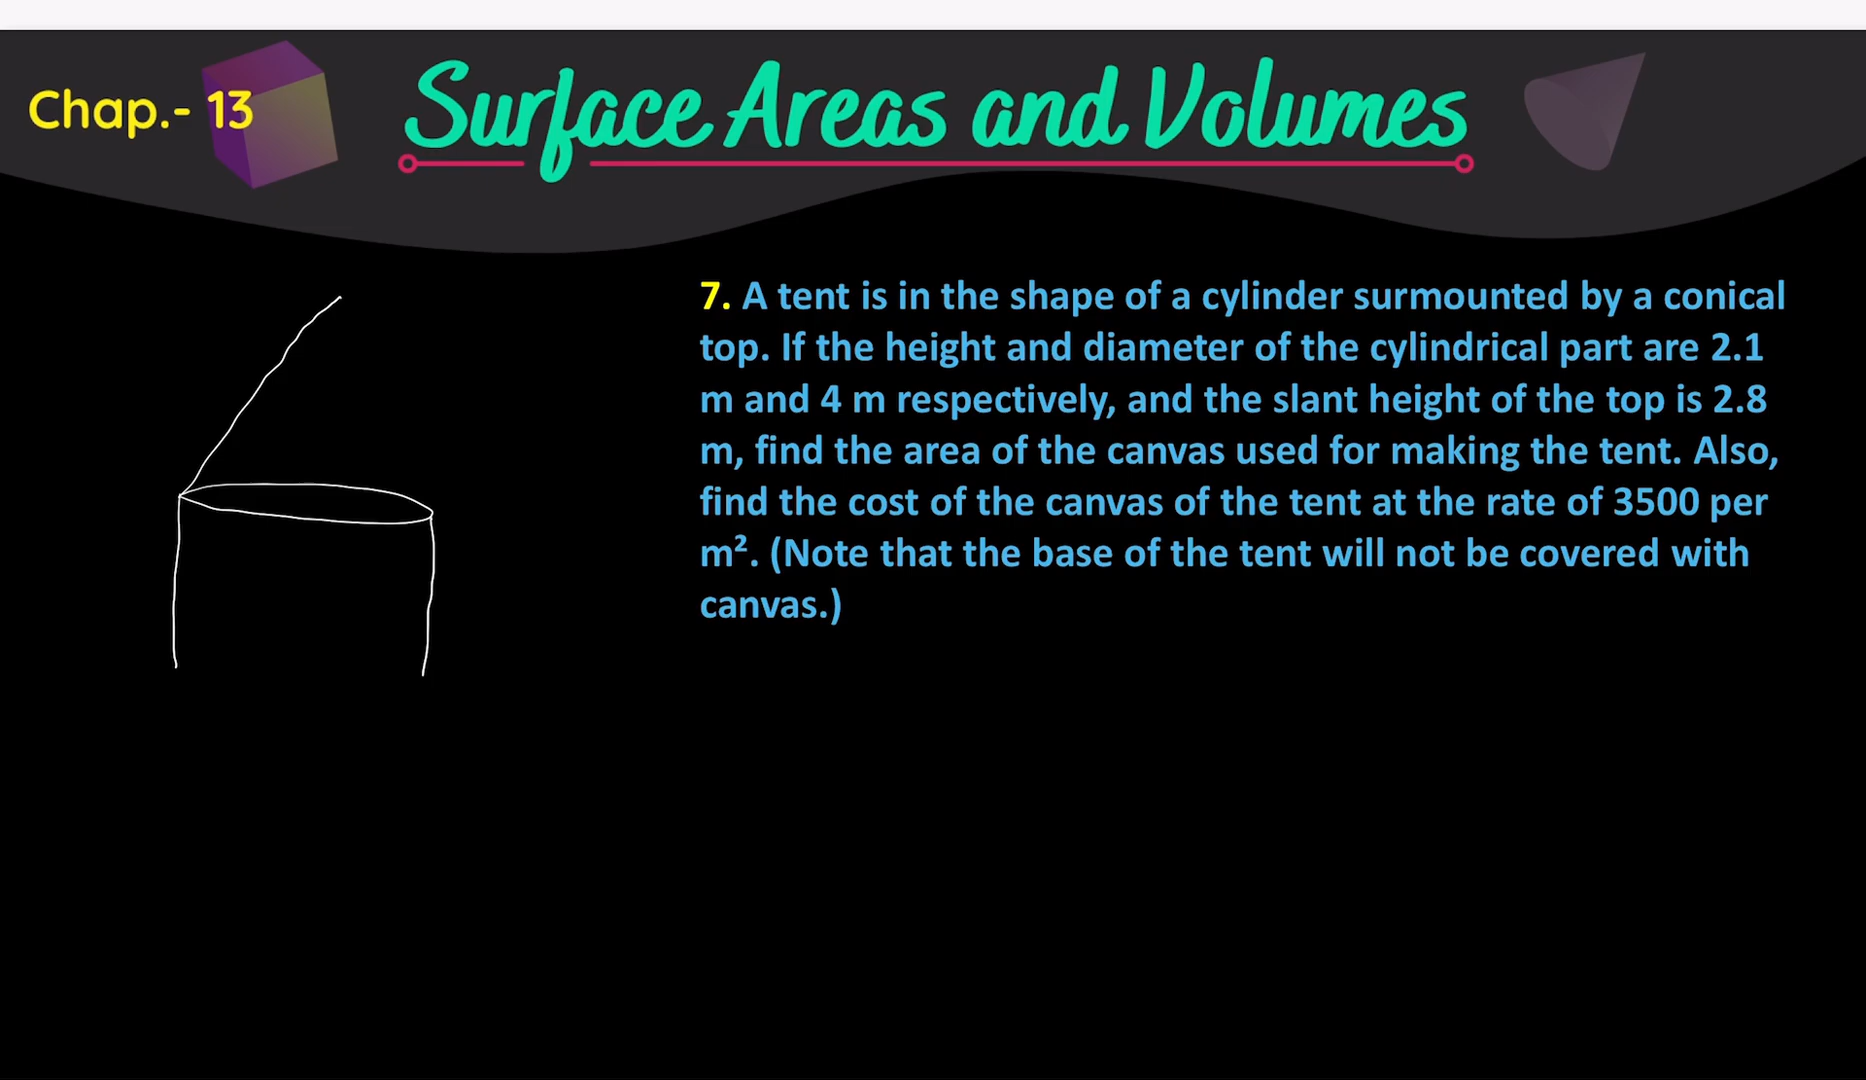 Chap.- 13
Surface Areas and Volumes
7. A tent is in the shape of a cylinder surmounted by a conical
top. If the height and diameter of the cylindrical part are 2.1
m and 4 m respectively, and the slant height of the top is 2.8
m, find the area of the canvas used for making the tent. Also,
find the cost of the canvas of the tent at the rate of 3500 per
m². (Note that the base of the tent will not be covered with
canvas.)